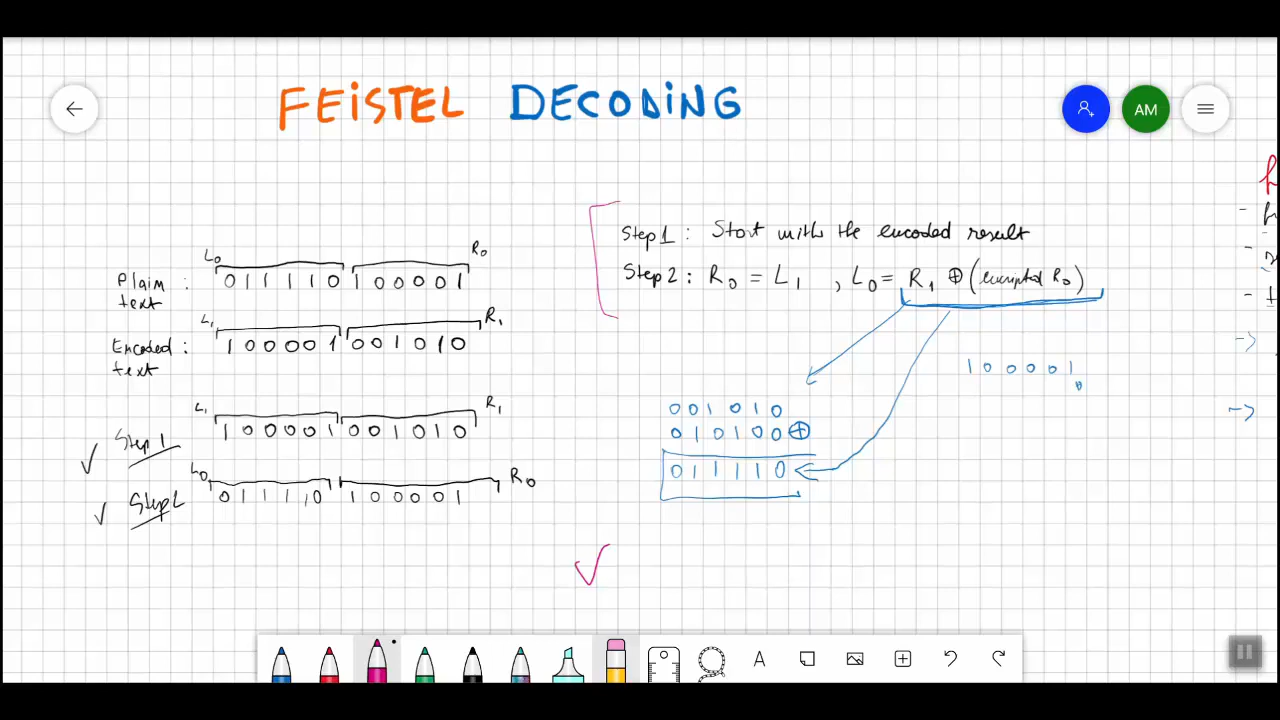 FEISTEL DECODING
AM
L0 R0
Plain text : 011110 100001
L1 R1
Encoded text : 100001 001010
L1 R1
Step 1 100001 001010
L0 R0
Step 2 011110 100001
Step 1 : Start with the encoded result
Step 2 : R0 = L1 , L0 = R1 ⊕ (encrypted R0)
100001
001010
010100 ⊕
011110
A